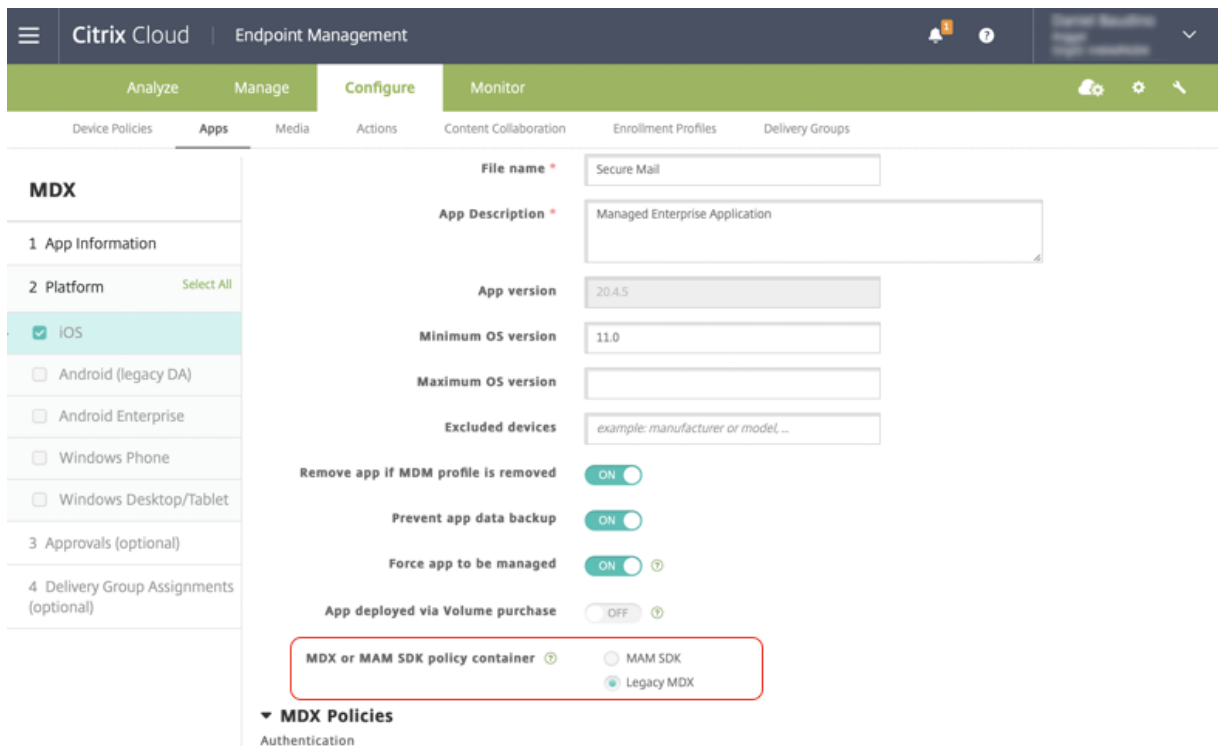 Citrix Cloud | Endpoint Management 1 ?
Analyze Manage Configure Monitor
Device Policies Apps Media Actions Content Collaboration Enrollment Profiles Delivery Groups
MDX
1 App Information
2 Platform Select All
iOS
Android (legacy DA)
Android Enterprise
Windows Phone
Windows Desktop/Tablet
3 Approvals (optional)
4 Delivery Group Assignments
(optional)
File name * Secure Mail
App Description * Managed Enterprise Application
App version 20.4.5
Minimum OS version 11.0
Maximum OS version
Excluded devices example: manufacturer or model, ...
Remove app if MDM profile is removed ON
Prevent app data backup ON
Force app to be managed ON ?
App deployed via Volume purchase OFF ?
MDX or MAM SDK policy container ? MAM SDK
Legacy MDX
▼ MDX Policies
Authentication